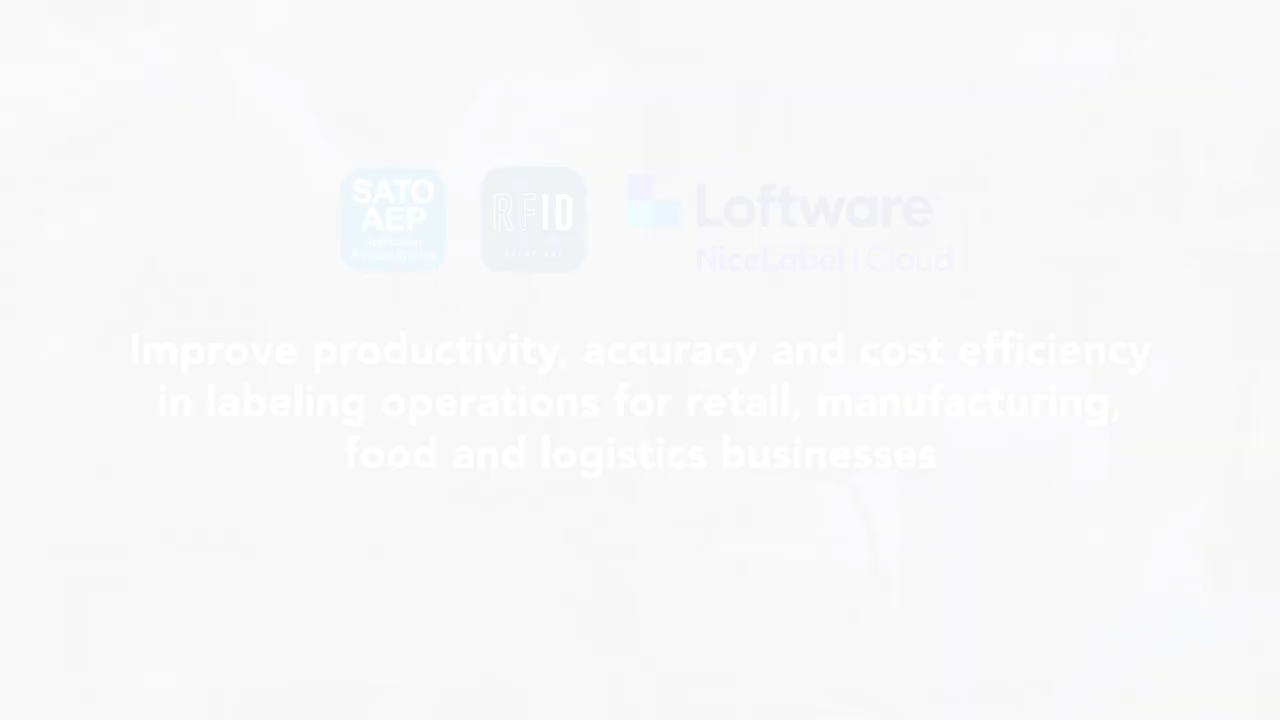 SATO
AEP
RFID
Loftware
NiceLabel | Cloud
Improve productivity, accuracy and cost efficiency
in labeling operations for retail, manufacturing,
food and logistics businesses